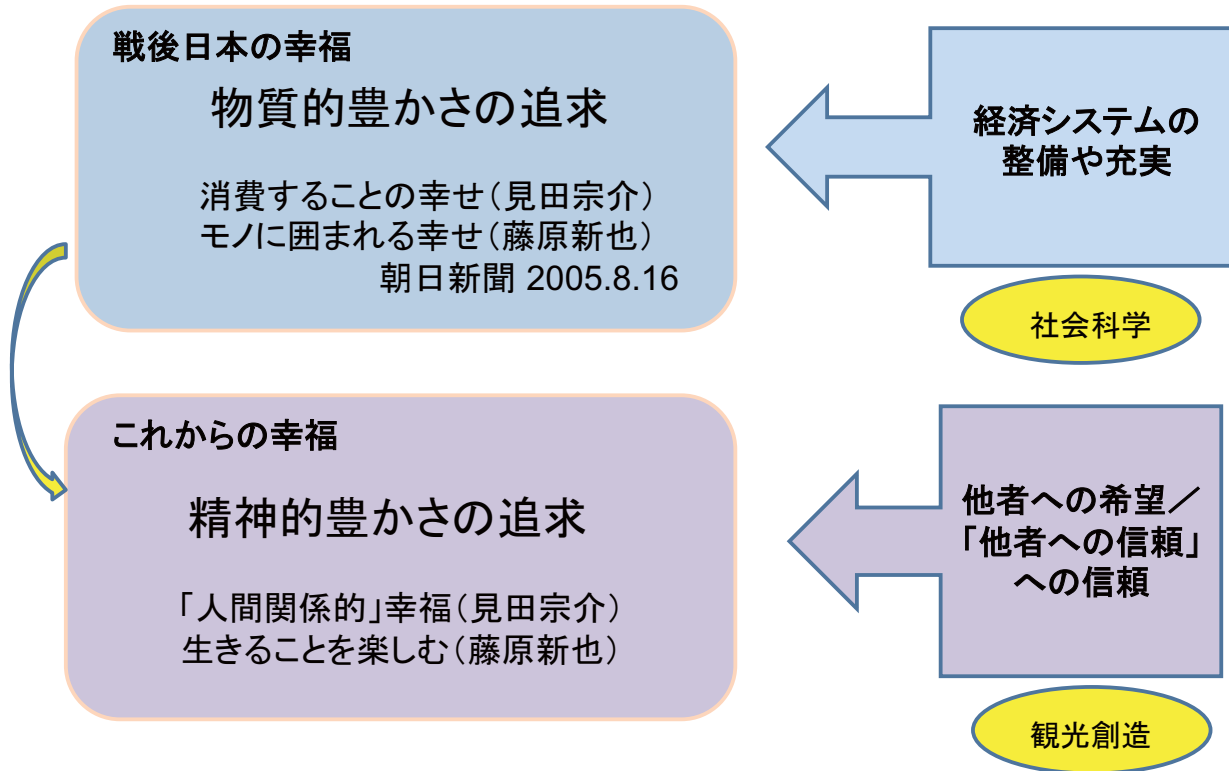 戦後日本の幸福
物質的豊かさの追求
消費することの幸せ(見田宗介)
モノに囲まれる幸せ(藤原新也)
朝日新聞 2005.8.16
経済システムの
整備や充実
社会科学
これからの幸福
精神的豊かさの追求
「人間関係的」幸福(見田宗介)
生きることを楽しむ(藤原新也)
他者への希望/
「他者への信頼」
への信頼
観光創造